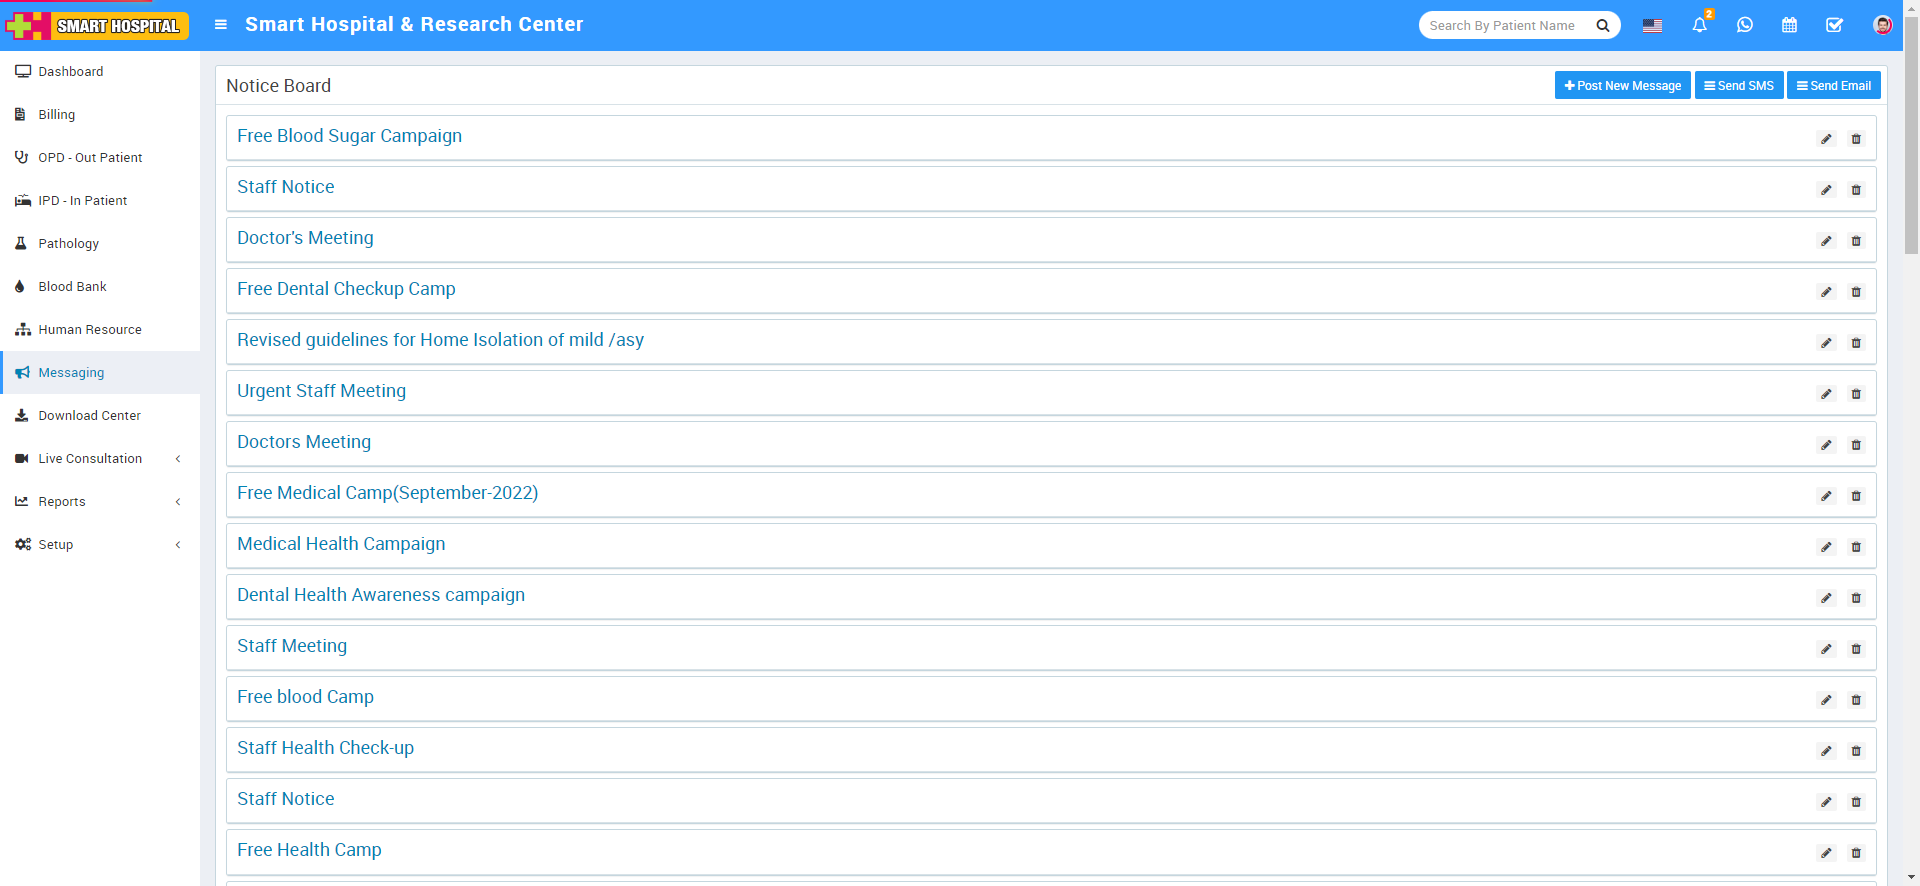 SMART HOSPITAL
Smart Hospital & Research Center
Search By Patient Name
2
Dashboard
Billing
OPD - Out Patient
IPD - In Patient
Pathology
Blood Bank
Human Resource
Messaging
Download Center
Live Consultation
Reports
Setup
Notice Board
Post New Message
Send SMS
Send Email
Free Blood Sugar Campaign
Staff Notice
Doctor's Meeting
Free Dental Checkup Camp
Revised guidelines for Home Isolation of mild /asy
Urgent Staff Meeting
Doctors Meeting
Free Medical Camp(September-2022)
Medical Health Campaign
Dental Health Awareness campaign
Staff Meeting
Free blood Camp
Staff Health Check-up
Staff Notice
Free Health Camp